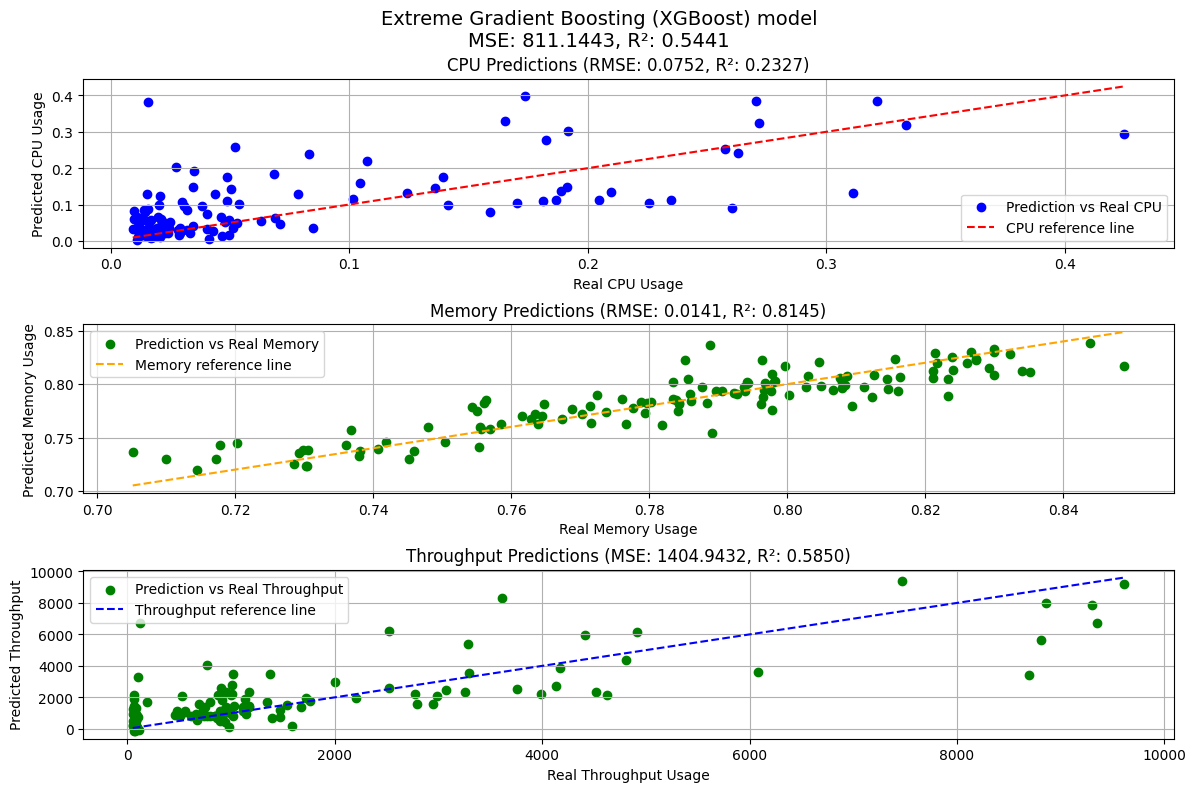 Extreme Gradient Boosting (XGBoost) model
MSE: 811.1443, R²: 0.5441
CPU Predictions (RMSE: 0.0752, R²: 0.2327)
Predicted CPU Usage
0.4
0.3
0.2
0.1
0.0
Prediction vs Real CPU
CPU reference line
0.0 0.1 0.2 0.3 0.4
Real CPU Usage
Memory Predictions (RMSE: 0.0141, R²: 0.8145)
Predicted Memory Usage
0.85
0.80
0.75
0.70
Prediction vs Real Memory
Memory reference line
0.70 0.72 0.74 0.76 0.78 0.80 0.82 0.84
Real Memory Usage
Throughput Predictions (MSE: 1404.9432, R²: 0.5850)
Predicted Throughput
10000
8000
6000
4000
2000
0
Prediction vs Real Throughput
Throughput reference line
0 2000 4000 6000 8000 10000
Real Throughput Usage